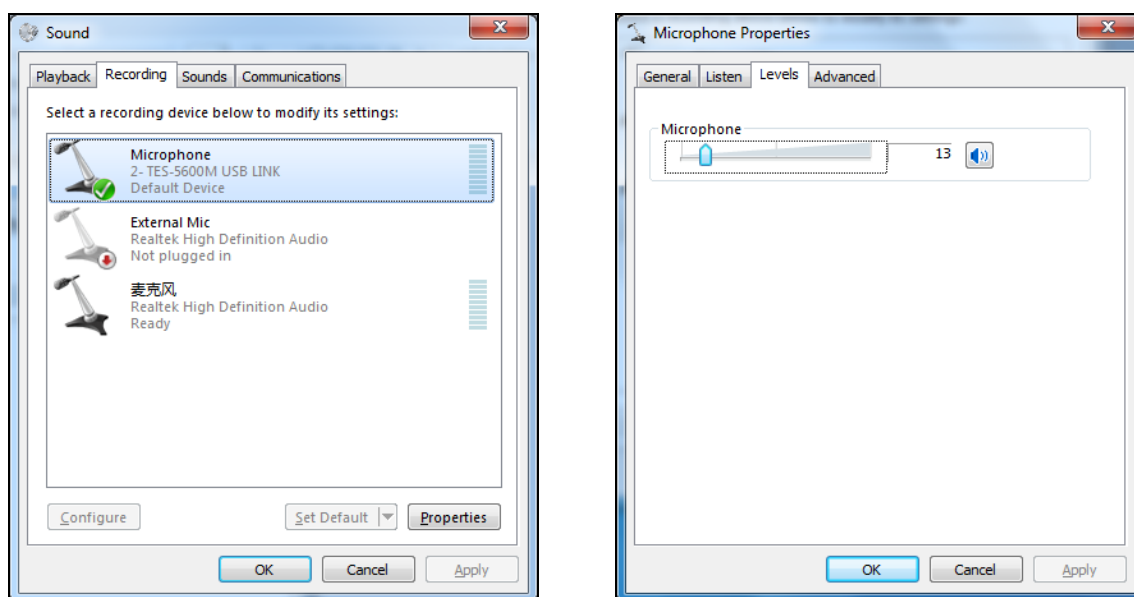 Sound
Playback Recording Sounds Communications
Select a recording device below to modify its settings:
Microphone
2- TES-5600M USB LINK
Default Device
External Mic
Realtek High Definition Audio
Not plugged in
麦克风
Realtek High Definition Audio
Ready
Configure Set Default Properties
OK Cancel Apply
Microphone Properties
General Listen Levels Advanced
Microphone
13
OK Cancel Apply